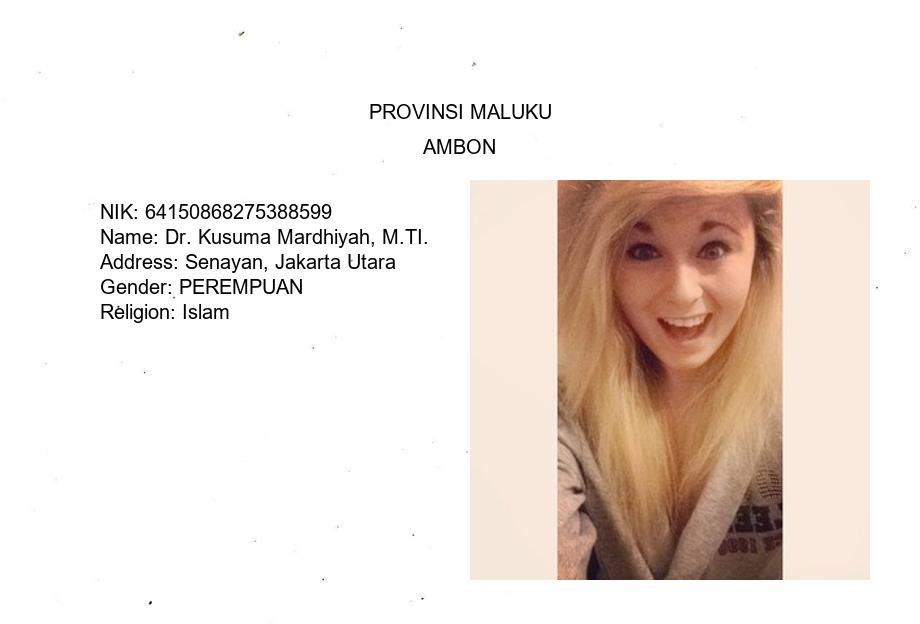 PROVINSI MALUKU
AMBON
NIK: 64150868275388599
Name: Dr. Kusuma Mardhiyah, M.TI.
Address: Senayan, Jakarta Utara
Gender: PEREMPUAN
Religion: Islam